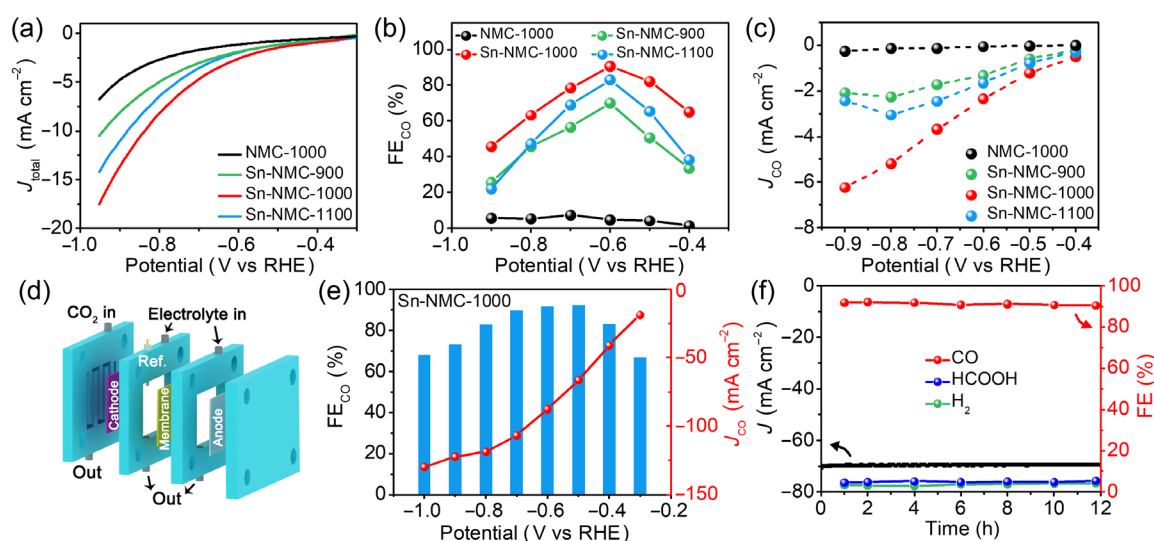 (a)
0
−5
−10
−15
−20
J_total (mA cm⁻²)
NMC-1000
Sn-NMC-900
Sn-NMC-1000
Sn-NMC-1100
−1.0 −0.8 −0.6 −0.4
Potential (V vs RHE)
(b)
100
80
60
40
20
0
FE_CO (%)
NMC-1000 Sn-NMC-900
Sn-NMC-1000 Sn-NMC-1100
−1.0 −0.9 −0.8 −0.7 −0.6 −0.5 −0.4
Potential (V vs RHE)
(c)
0
−2
−4
−6
−8
J_CO (mA cm⁻²)
NMC-1000
Sn-NMC-900
Sn-NMC-1000
Sn-NMC-1100
−0.9 −0.8 −0.7 −0.6 −0.5 −0.4
Potential (V vs RHE)
(d)
CO₂ in
Electrolyte in
Ref.
Cathode
Membrane
Anode
Out
Out
(e)
Sn-NMC-1000
100
80
60
40
80
60
100
FE_CO (%)
0
−50
−100
−150
J_CO (mA cm⁻²)
−1.0 −0.8 −0.6 −0.4 −0.2
Potential (V vs RHE)
(f)
0
−20
−40
−60
−80
J (mA cm⁻²)
CO
HCOOH
H₂
100
80
60
40
20
0
FE (%)
0 2 4 6 8 10 12
Time (h)